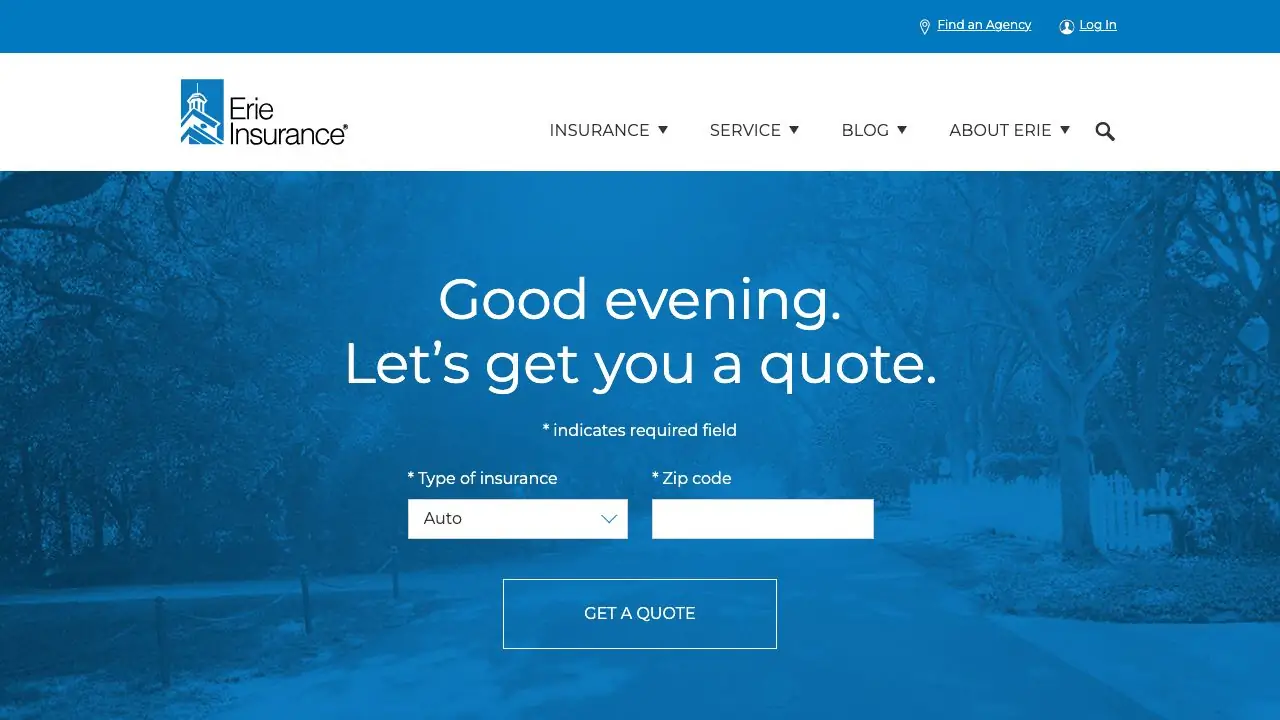 Find an Agency
Log In
Erie
Insurance®
INSURANCE
SERVICE
BLOG
ABOUT ERIE
Good evening.
Let’s get you a quote.
* indicates required field
* Type of insurance
* Zip code
Auto
GET A QUOTE